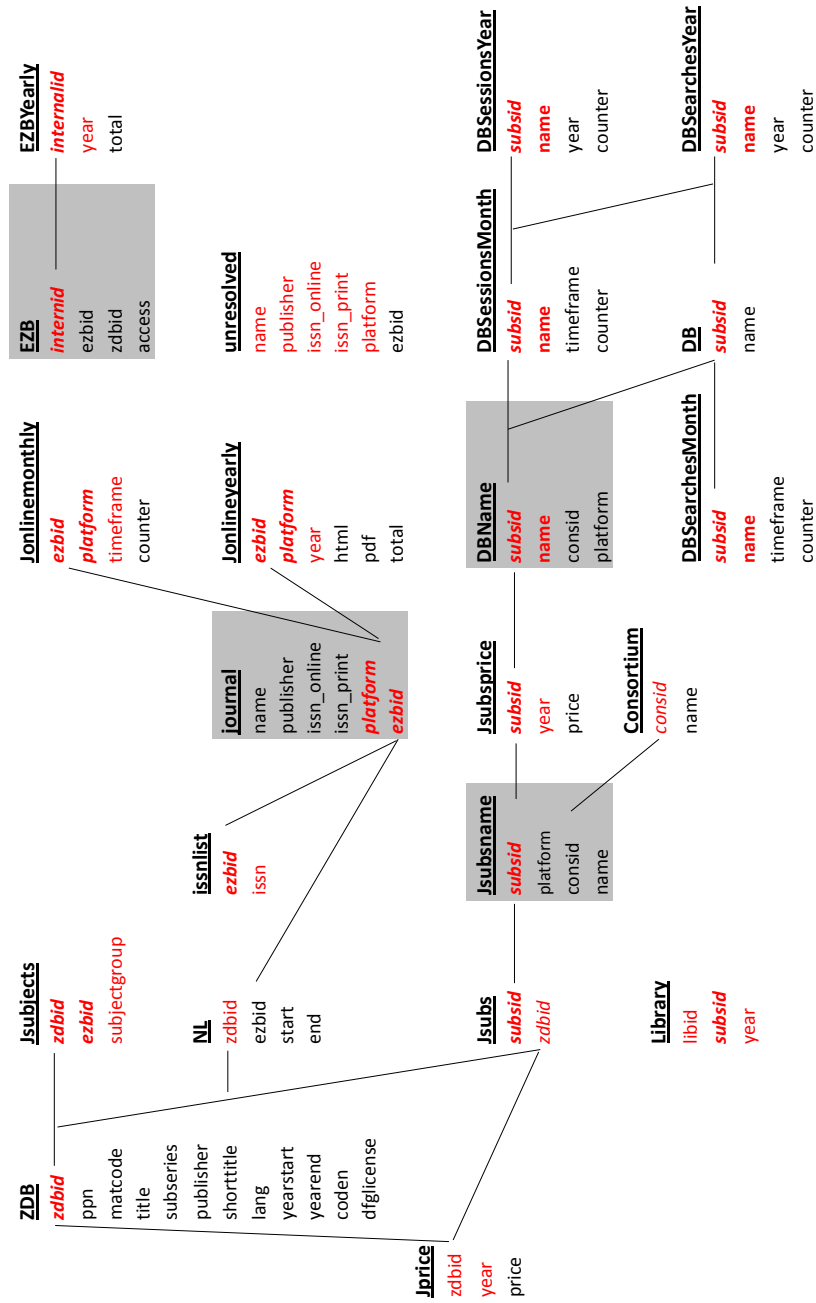 ZDB
zdbid
ppn
matcode
title
subseries
publisher
shorttitle
lang
yearstart
yearend
coden
dfglicense
Jsubjects
zdbid
ezbid
subjectgroup
Jonlinemonthly
ezbid
platform
timeframe
counter
EZB
internid
ezbid
zdbid
access
EZBYearly
internalid
year
total
NL
zdbid
ezbid
start
end
issnlist
ezbid
issn
journal
name
publisher
issn_online
issn_print
platform
ezbid
Jonlineyearly
ezbid
platform
year
html
pdf
total
unresolved
name
publisher
issn_online
issn_print
platform
ezbid
Jprice
zdbid
year
price
Jsubs
subsid
zdbid
Jsubsname
subsid
platform
consid
name
Jsubsprice
subsid
year
price
DBName
subsid
name
consid
platform
DBSessionsMonth
subsid
name
timeframe
counter
DBSessionsYear
subsid
name
year
counter
Library
libid
subsid
year
Consortium
consid
name
DBSearchesMonth
subsid
name
timeframe
counter
DB
subsid
name
DBSearchesYear
subsid
name
year
counter